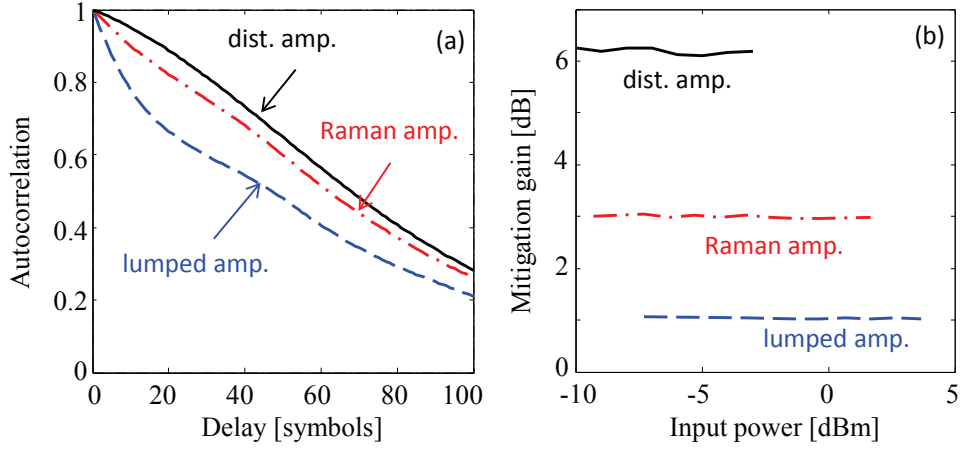 (a)
dist. amp.
Raman amp.
lumped amp.
1
0.8
0.6
0.4
0.2
0
0 20 40 60 80 100
Autocorrelation
Delay [symbols]
(b)
dist. amp.
Raman amp.
lumped amp.
6
4
2
0
-10 -5 0 5
Mitigation gain [dB]
Input power [dBm]